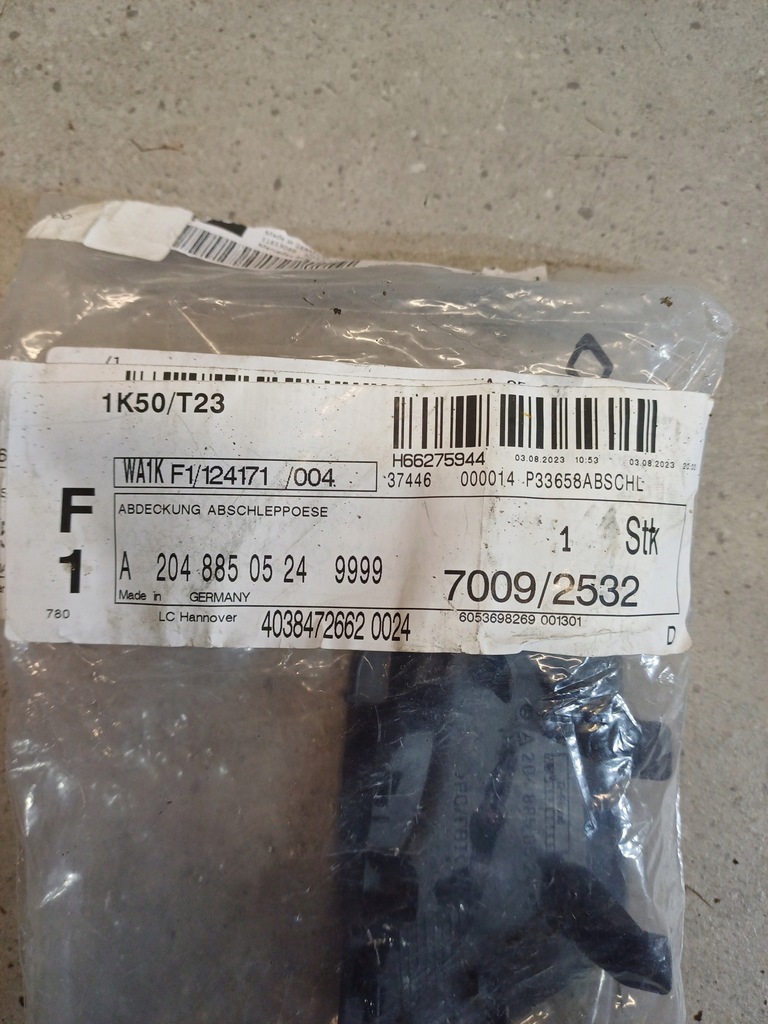 1K50/T23
H66275944
03.08.2023 10:53
03.08.2023
WA1K F1/124171 /004
37446 000014 P33658ABSCHL
F
1
ABDECKUNG ABSCHLEPPOESE
1 Stk
A 204 885 05 24 9999
7009/2532
Made in GERMANY
780
LC Hannover
4038472662 0024
6053698269 001301
D